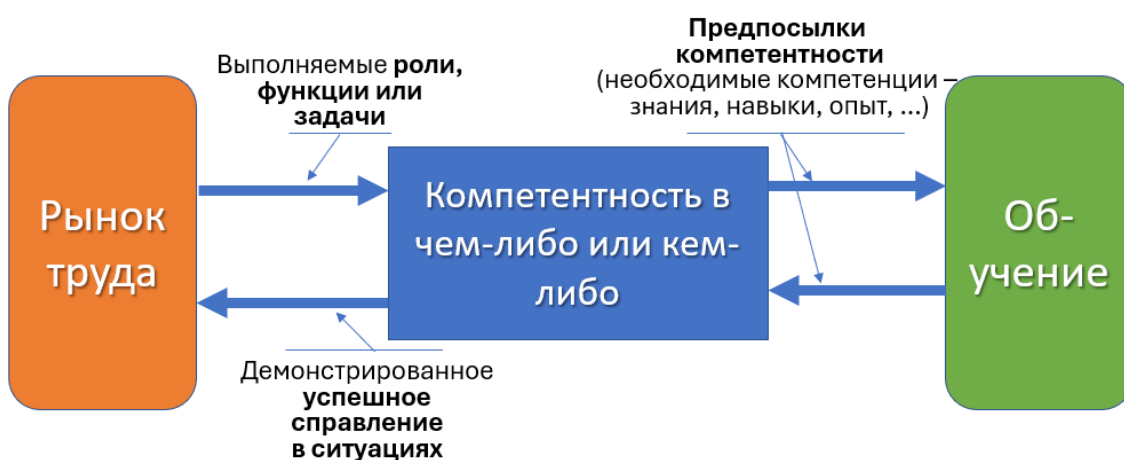 Выполняемые роли,
функции или
задачи
Предпосылки
компетентности
(необходимые компетенции –
знания, навыки, опыт, ...)
Рынок
труда
Компетентность в
чем-либо или кем-
либо
Об-
учение
Демонстрированное
успешное
справление
в ситуациях